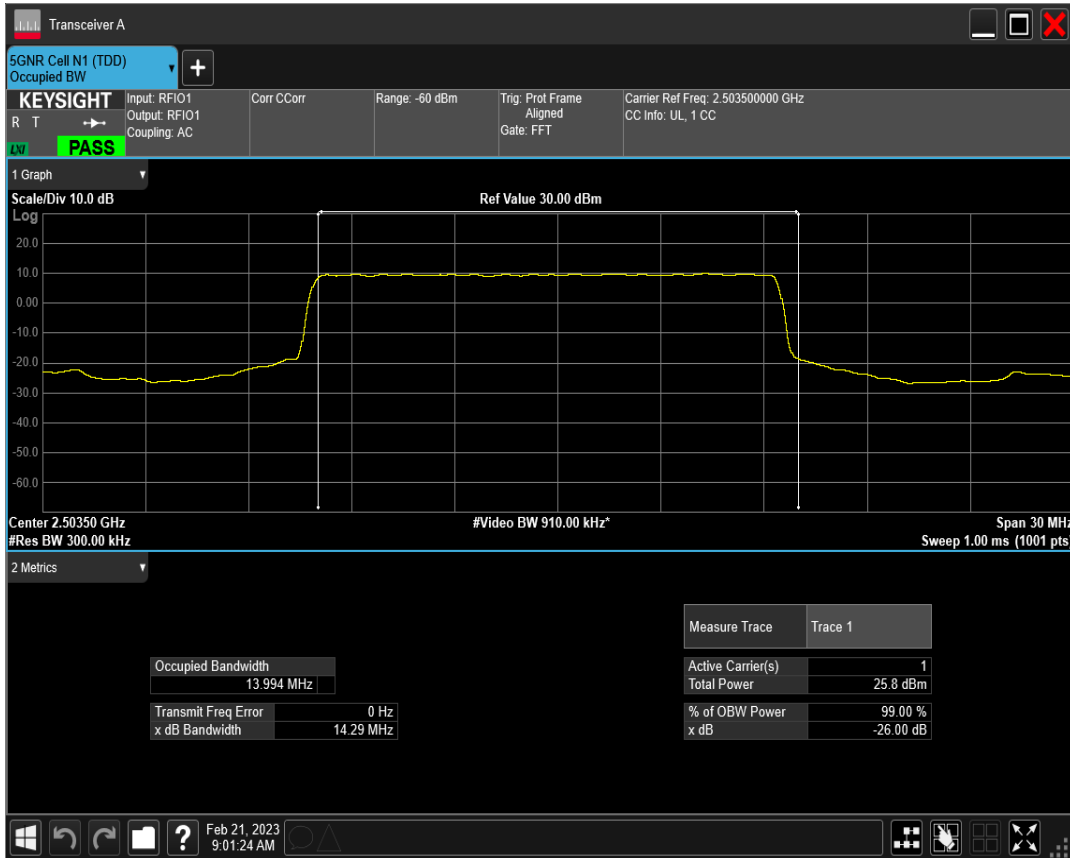 Transceiver A
5GNR Cell N1 (TDD)
Occupied BW
+
KEYSIGHT
R T
LXI
PASS
Input: RFIO1
Output: RFIO1
Coupling: AC
Corr CCorr
Range: -60 dBm
Trig: Prot Frame
Aligned
Gate: FFT
Carrier Ref Freq: 2.503500000 GHz
CC Info: UL, 1 CC
1 Graph
Scale/Div 10.0 dB
Ref Value 30.00 dBm
Log
20.0
10.0
0.00
-10.0
-20.0
-30.0
-40.0
-50.0
-60.0
Center 2.50350 GHz
#Video BW 910.00 kHz*
Span 30 MHz
#Res BW 300.00 kHz
Sweep 1.00 ms (1001 pts)
2 Metrics
Measure Trace Trace 1
Occupied Bandwidth
13.994 MHz
Active Carrier(s) 1
Total Power 25.8 dBm
Transmit Freq Error 0 Hz
x dB Bandwidth 14.29 MHz
% of OBW Power 99.00 %
x dB -26.00 dB
?
Feb 21, 2023
9:01:24 AM